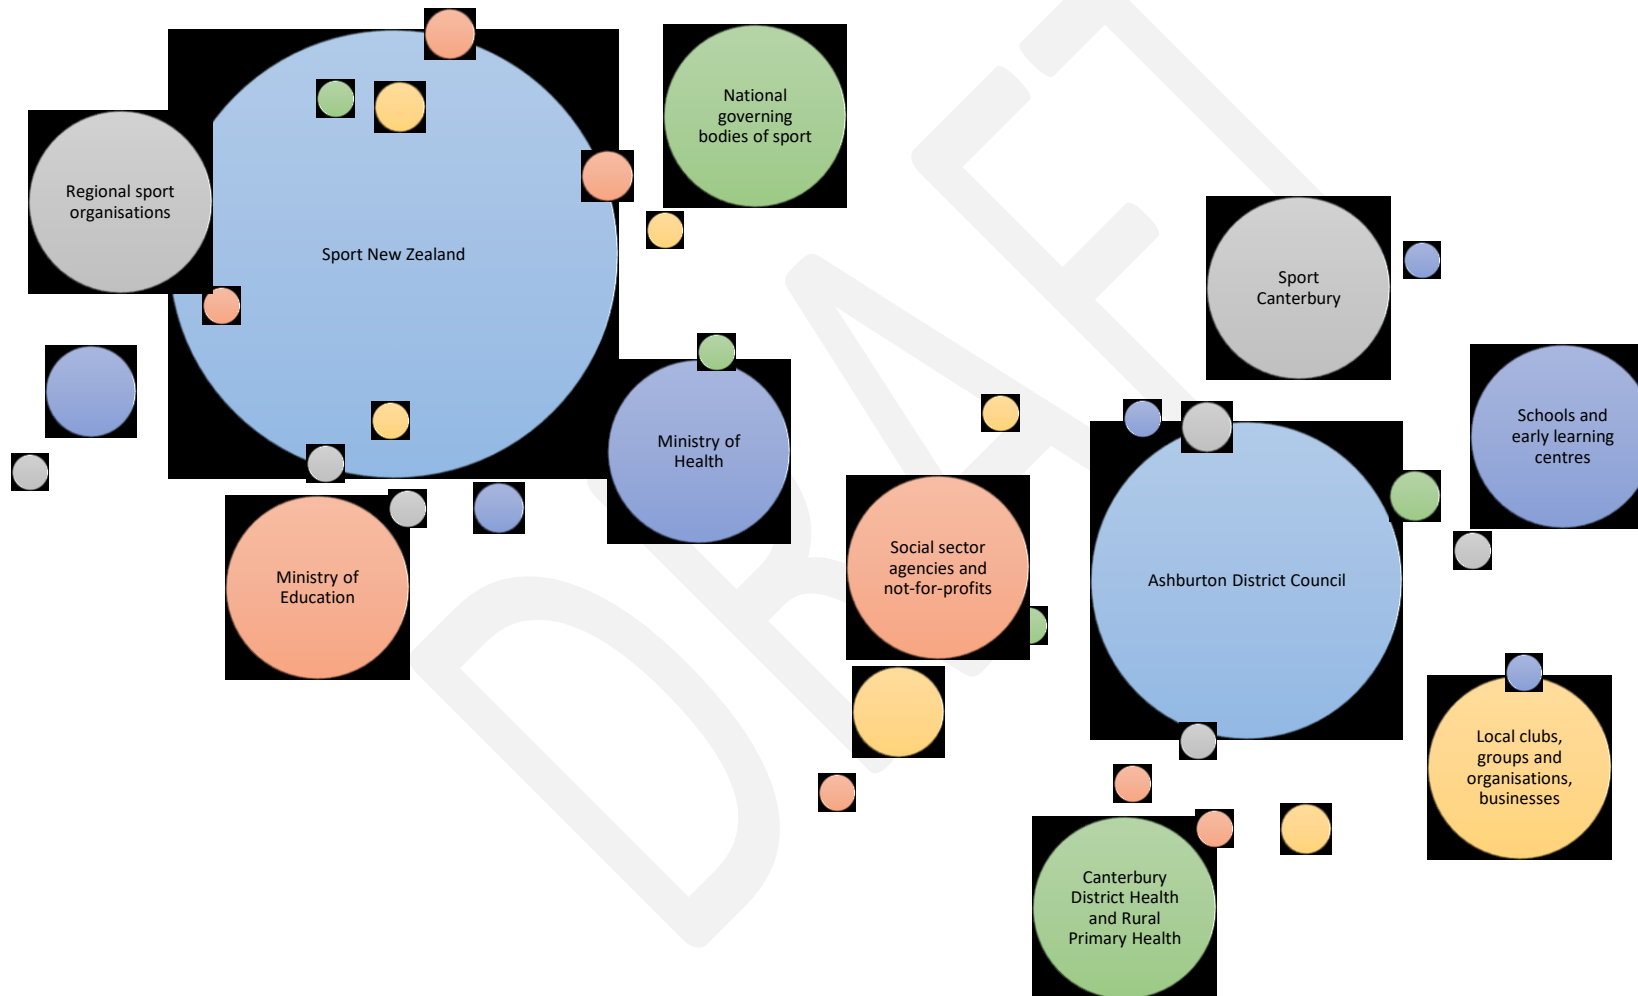 National
governing
bodies of sport
Regional sport
organisations
Sport New Zealand
Sport
Canterbury
Ministry of
Health
Schools and
early learning
centres
Social sector
agencies and
not-for-profits
Ministry of
Education
Ashburton District Council
Local clubs,
groups and
organisations,
businesses
Canterbury
District Health
and Rural
Primary Health
DRAFT